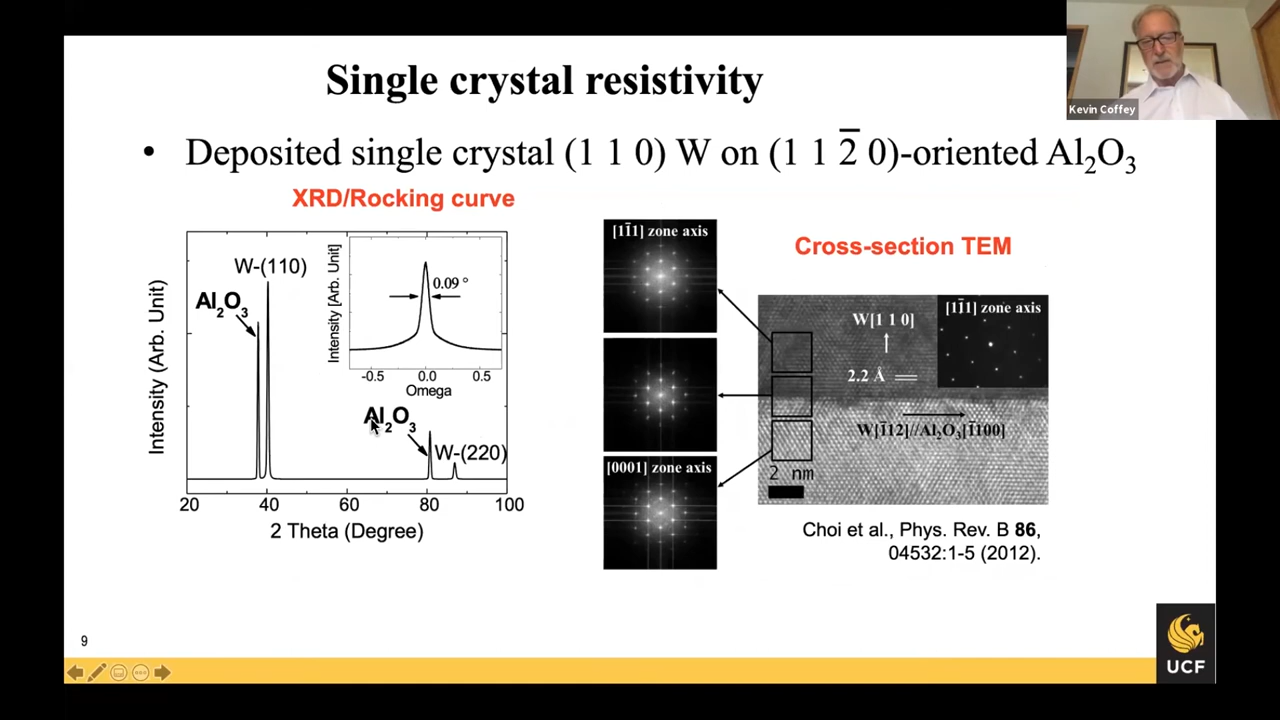 Kevin Coffey
Single crystal resistivity
• Deposited single crystal (1 1 0) W on (1 1 2̅ 0)-oriented Al₂O₃
XRD/Rocking curve
Intensity (Arb. Unit)
W-(110)
Al₂O₃
Intensity [Arb. Unit]
0.09 °
-0.5 0.0 0.5
Omega
Al₂O₃
W-(220)
20 40 60 80 100
2 Theta (Degree)
[11̅1] zone axis
[0001] zone axis
Cross-section TEM
W[1 1 0]
[11̅1] zone axis
2.2 Å
W[1̅12]//Al₂O₃[1̅100]
2 nm
Choi et al., Phys. Rev. B 86,
04532:1-5 (2012).
9
UCF